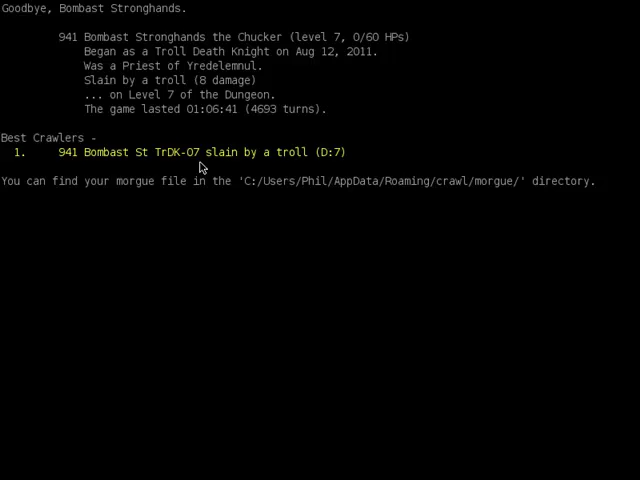 Goodbye, Bombast Stronghands.
941 Bombast Stronghands the Chucker (level 7, 0/60 HPs)
Began as a Troll Death Knight on Aug 12, 2011.
Was a Priest of Yredelemnul.
Slain by a troll (8 damage)
... on Level 7 of the Dungeon.
The game lasted 01:06:41 (4693 turns).
Best Crawlers -
1. 941 Bombast St TrDK-07 slain by a troll (D:7)
You can find your morgue file in the 'C:/Users/Phil/AppData/Roaming/crawl/morgue/' directory.